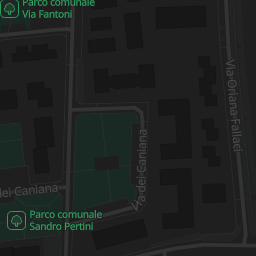 Parco comunale
Via Fantoni
Via Oriana Fallaci
Via dei Caniana
dei Caniana
Parco comunale
Sandro Pertini